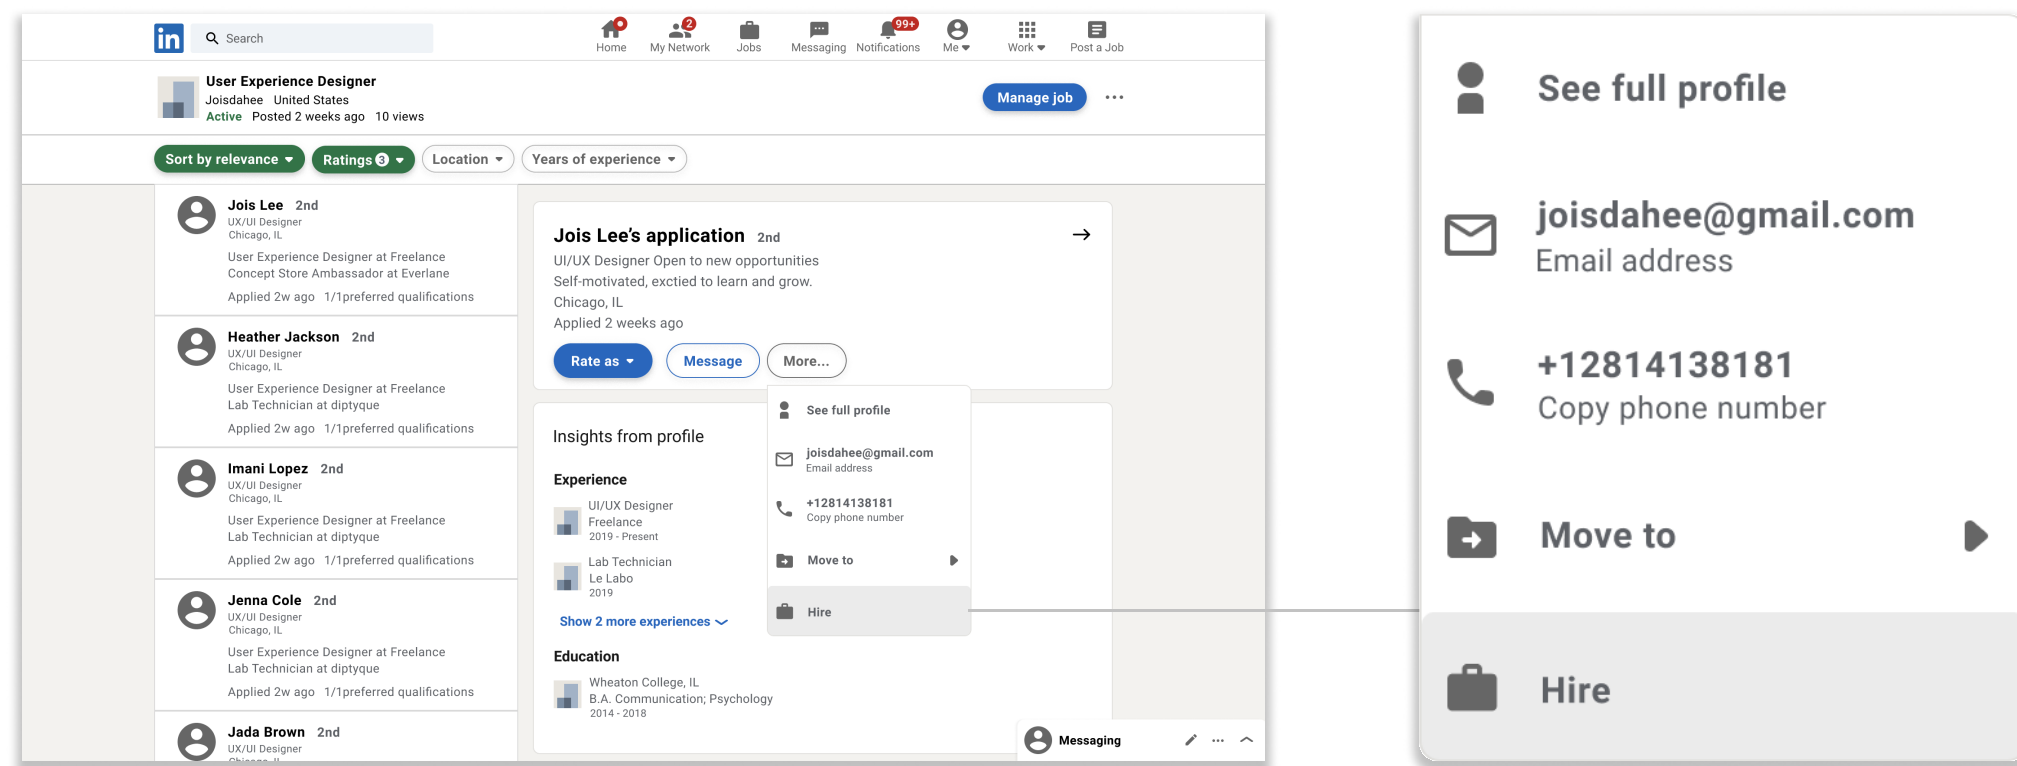 in
Search
Home
2
My Network
Jobs
Messaging
99+
Notifications
Me
Work
Post a Job
User Experience Designer
Joisdahee United States
Active Posted 2 weeks ago 10 views
Manage job
Sort by relevance
Ratings 3
Location
Years of experience
Jois Lee 2nd
UX/UI Designer
Chicago, IL
User Experience Designer at Freelance
Concept Store Ambassador at Everlane
Applied 2w ago 1/1preferred qualifications
Heather Jackson 2nd
UX/UI Designer
Chicago, IL
User Experience Designer at Freelance
Lab Technician at diptyque
Applied 2w ago 1/1preferred qualifications
Imani Lopez 2nd
UX/UI Designer
Chicago, IL
User Experience Designer at Freelance
Lab Technician at diptyque
Applied 2w ago 1/1preferred qualifications
Jenna Cole 2nd
UX/UI Designer
Chicago, IL
User Experience Designer at Freelance
Lab Technician at diptyque
Applied 2w ago 1/1preferred qualifications
Jada Brown 2nd
UX/UI Designer
Chicago, IL
Jois Lee's application 2nd
UI/UX Designer Open to new opportunities
Self-motivated, exctied to learn and grow.
Chicago, IL
Applied 2 weeks ago
Rate as
Message
More...
Insights from profile
Experience
UI/UX Designer
Freelance
2019 - Present
Lab Technician
Le Labo
2019
Show 2 more experiences
Education
Wheaton College, IL
B.A. Communication; Psychology
2014 - 2018
See full profile
joisdahee@gmail.com
Email address
+12814138181
Copy phone number
Move to
Hire
Messaging
See full profile
joisdahee@gmail.com
Email address
+12814138181
Copy phone number
Move to
Hire